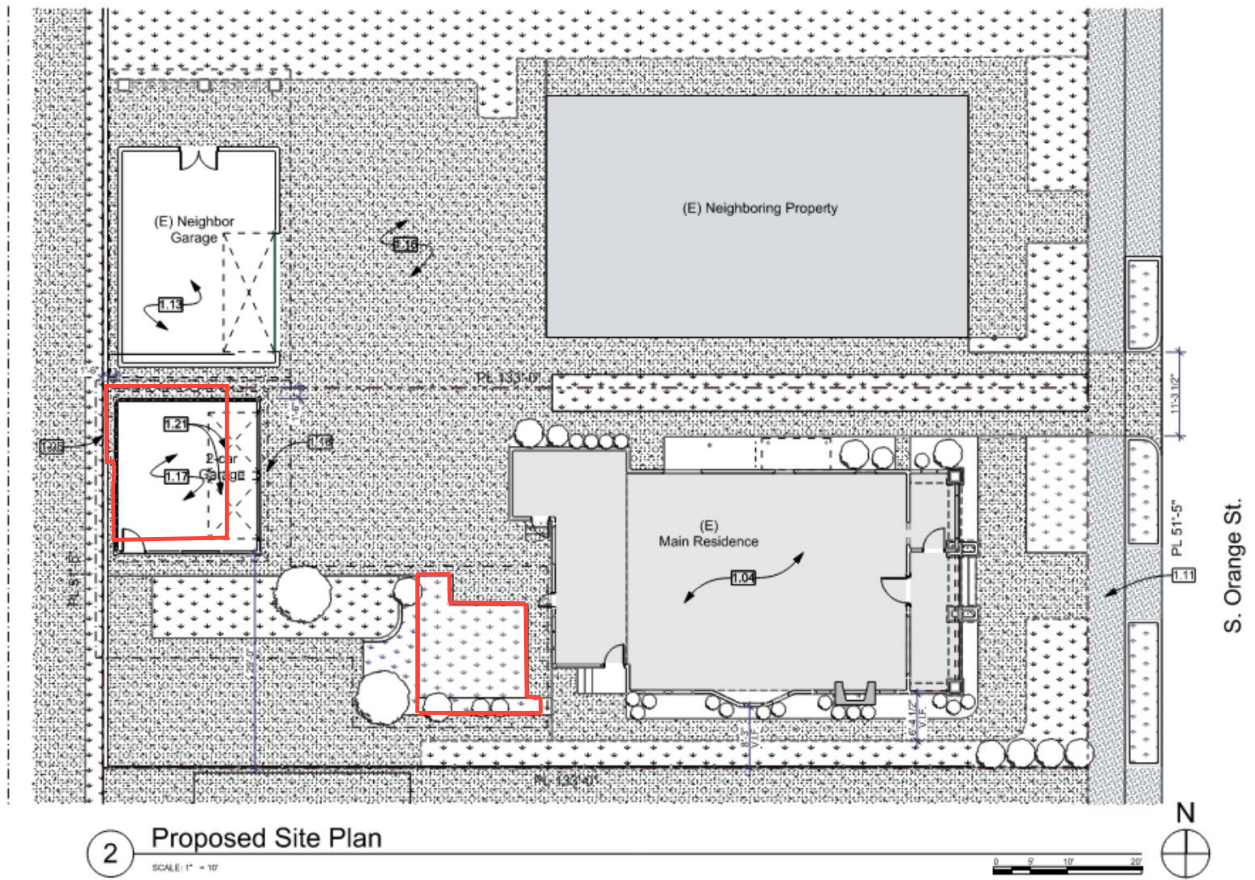 (E) Neighbor
Garage
(E) Neighboring Property
1.15
1.13
PL 133'-0"
11'-3 1/2"
1.21
1.18
2-car
Garage
1.17
(E)
Main Residence
1.04
PL 51'-5"
1.11
S. Orange St.
PL 51'-5"
PL 133'-0"
N
2
Proposed Site Plan
SCALE: 1" = 10'
0 5' 10' 20'